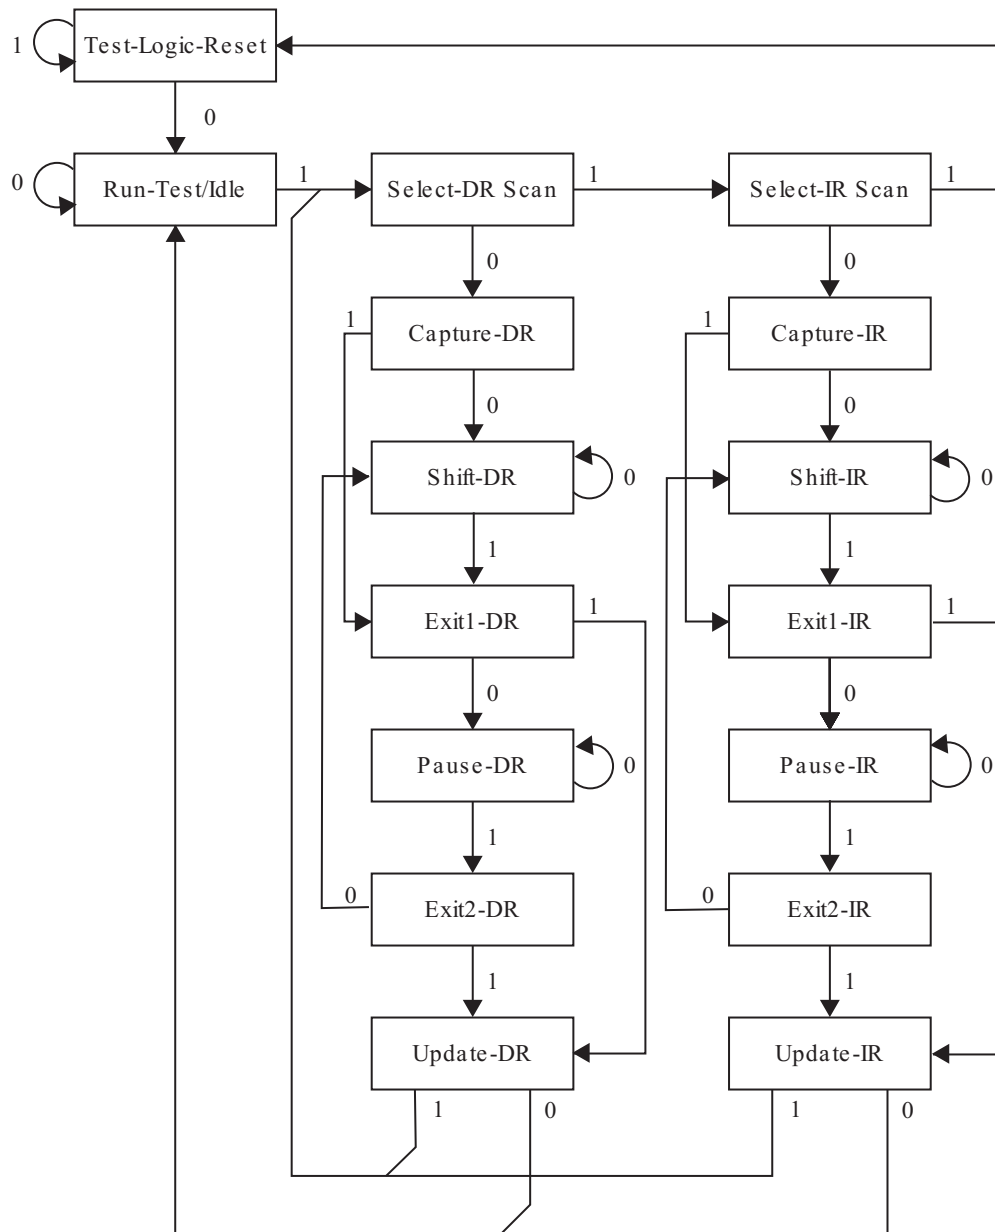 1
Test-Logic-Reset
0
0
Run-Test/Idle
1
Select-DR Scan
1
Select-IR Scan
1
0
0
1
Capture-DR
1
Capture-IR
0
0
Shift-DR
0
Shift-IR
0
1
1
Exit1-DR
1
Exit1-IR
1
0
0
Pause-DR
0
Pause-IR
0
1
1
0
Exit2-DR
0
Exit2-IR
1
1
Update-DR
Update-IR
1
0
1
0